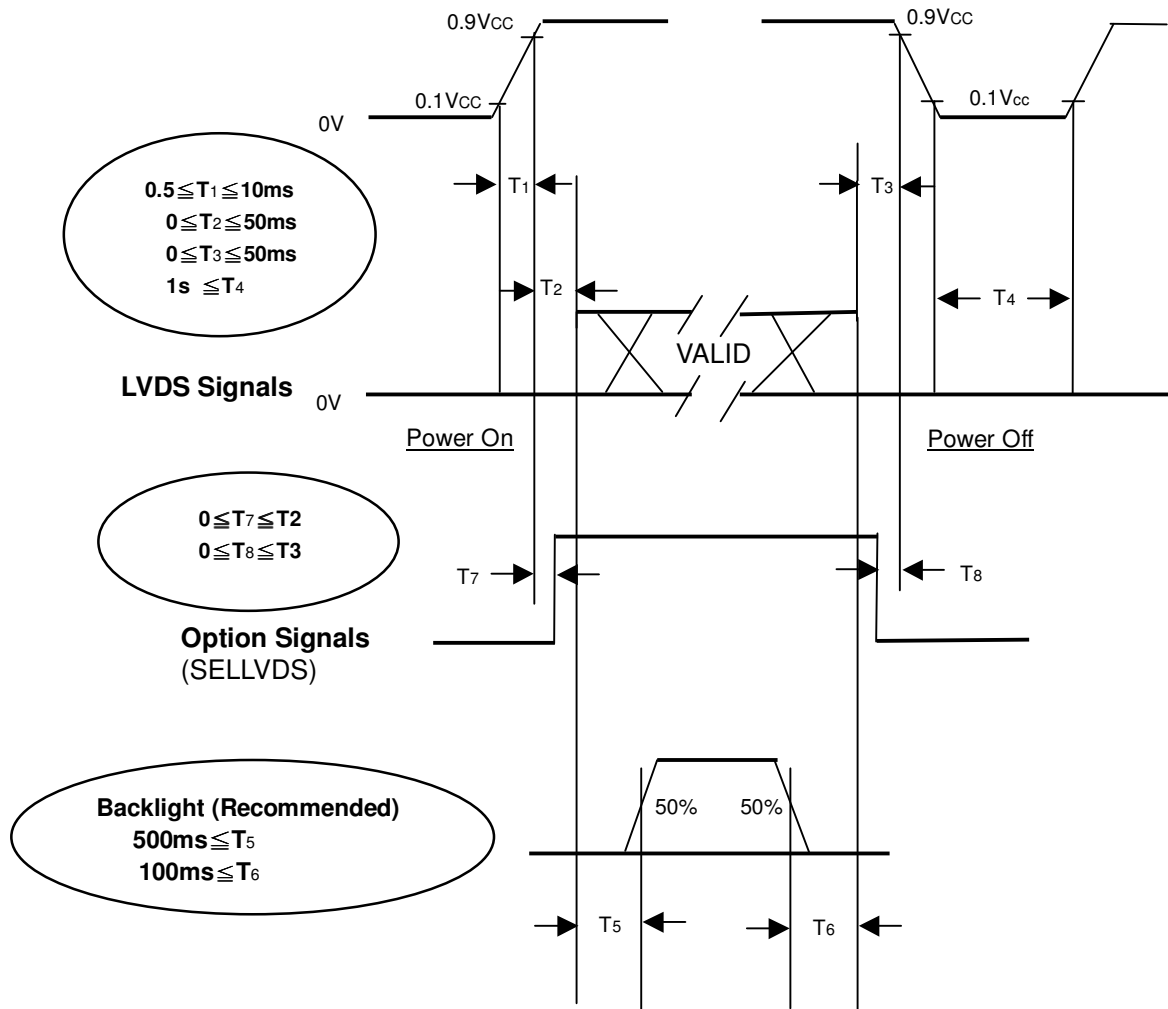 0.9VCC
0.9VCC
0.1VCC
0.1Vcc
0V
0.5≦T1≦10ms
0≦T2≦50ms
0≦T3≦50ms
1s ≦T4
T1
T3
T2
T4
VALID
LVDS Signals
0V
Power On
Power Off
0≦T7≦T2
0≦T8≦T3
T7
T8
Option Signals
(SELLVDS)
Backlight (Recommended)
500ms≦T5
100ms≦T6
50%
50%
T5
T6